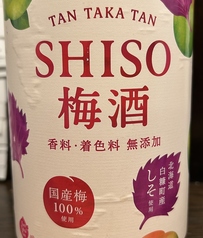 TAN TAKA TAN
SHISO
梅酒
香料・着色料 無添加
国産梅
100%
使用
北海道
白糠町産
しそ使用